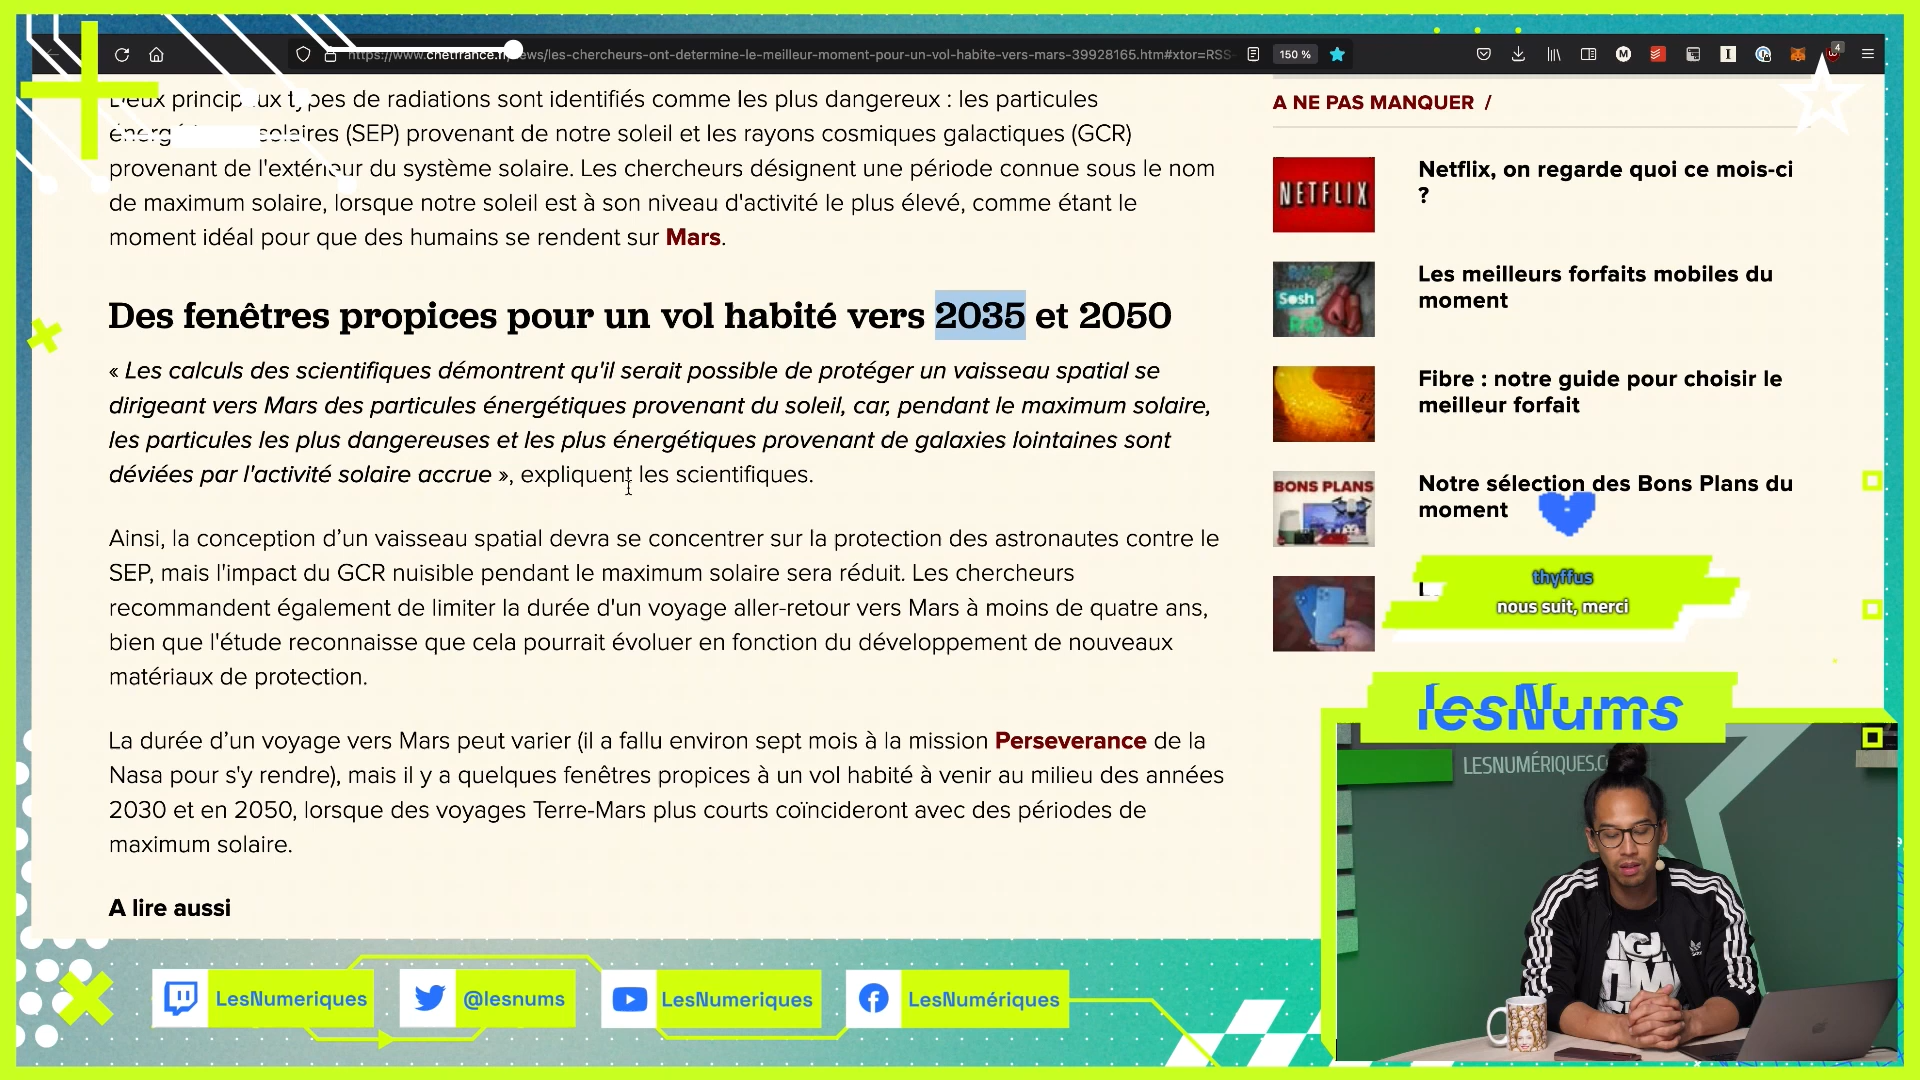 https://www.cnetfrance.fr/news/les-chercheurs-ont-determine-le-meilleur-moment-pour-un-vol-habite-vers-mars-39928165.htm#xtor=RSS-
150 %
4
Deux principaux types de radiations sont identifiés comme les plus dangereux : les particules
énergétiques solaires (SEP) provenant de notre soleil et les rayons cosmiques galactiques (GCR)
provenant de l'extérieur du système solaire. Les chercheurs désignent une période connue sous le nom
de maximum solaire, lorsque notre soleil est à son niveau d'activité le plus élevé, comme étant le
moment idéal pour que des humains se rendent sur Mars.
Des fenêtres propices pour un vol habité vers 2035 et 2050
« Les calculs des scientifiques démontrent qu'il serait possible de protéger un vaisseau spatial se
dirigeant vers Mars des particules énergétiques provenant du soleil, car, pendant le maximum solaire,
les particules les plus dangereuses et les plus énergétiques provenant de galaxies lointaines sont
déviées par l'activité solaire accrue », expliquent les scientifiques.
Ainsi, la conception d’un vaisseau spatial devra se concentrer sur la protection des astronautes contre le
SEP, mais l'impact du GCR nuisible pendant le maximum solaire sera réduit. Les chercheurs
recommandent également de limiter la durée d'un voyage aller-retour vers Mars à moins de quatre ans,
bien que l'étude reconnaisse que cela pourrait évoluer en fonction du développement de nouveaux
matériaux de protection.
La durée d’un voyage vers Mars peut varier (il a fallu environ sept mois à la mission Perseverance de la
Nasa pour s'y rendre), mais il y a quelques fenêtres propices à un vol habité à venir au milieu des années
2030 et en 2050, lorsque des voyages Terre-Mars plus courts coïncideront avec des périodes de
maximum solaire.
A lire aussi
A NE PAS MANQUER /
NETFLIX
Netflix, on regarde quoi ce mois-ci
?
Sosh
Les meilleurs forfaits mobiles du
moment
Fibre : notre guide pour choisir le
meilleur forfait
BONS PLANS
Notre sélection des Bons Plans du
moment
thyffus
nous suit, merci
lesNums
LESNUMÉRIQUES.C
LesNumeriques
@lesnums
LesNumeriques
LesNumériques